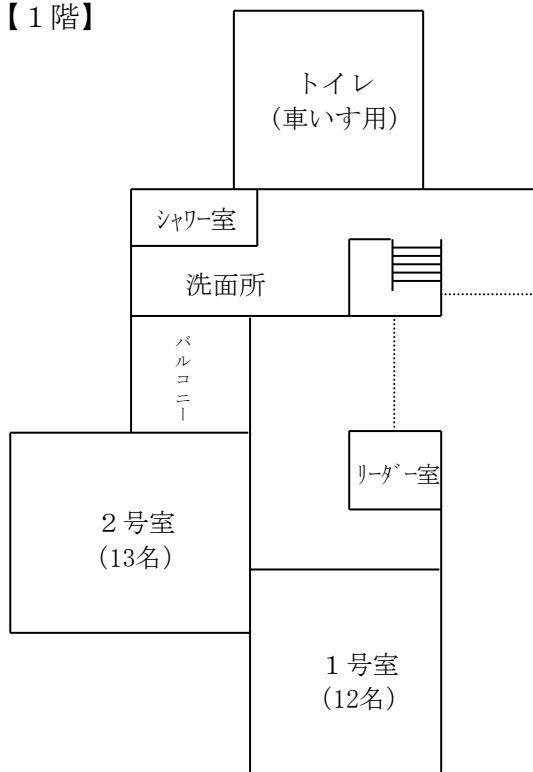 【１階】
トイレ
（車いす用）
ｼｬﾜｰ室
洗面所
バルコニー
ﾘｰﾀﾞｰ室
２号室
（13名）
１号室
（12名）